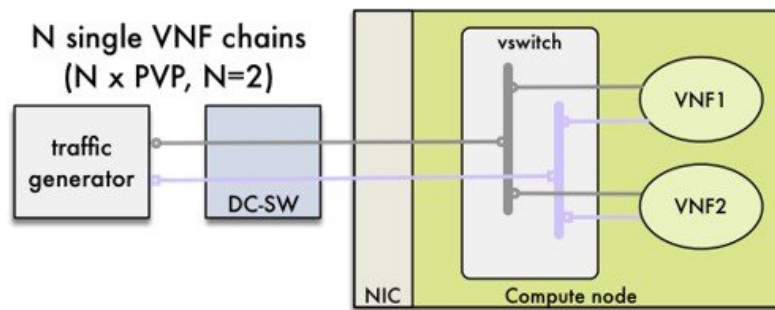 N single VNF chains
(N x PVP, N=2)
vswitch
VNF1
traffic
generator
DC-SW
VNF2
NIC
Compute node